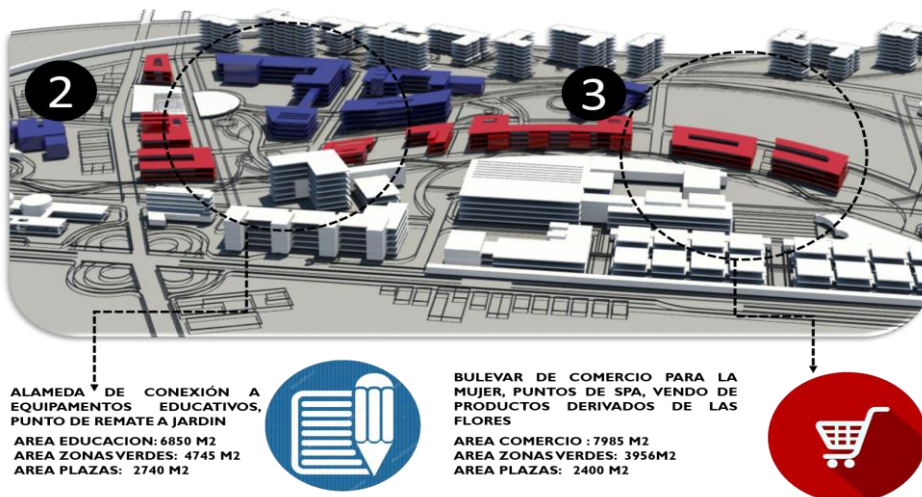 2
3
ALAMEDA DE CONEXIÓN A
EQUIPAMENTOS EDUCATIVOS,
PUNTO DE REMATE A JARDIN
AREA EDUCACION: 6850 M2
AREA ZONAS VERDES: 4745 M2
AREA PLAZAS: 2740 M2
BULEVAR DE COMERCIO PARA LA
MUJER, PUNTOS DE SPA, VENDO DE
PRODUCTOS DERIVADOS DE LAS
FLORES
AREA COMERCIO : 7985 M2
AREA ZONAS VERDES: 3956M2
AREA PLAZAS: 2400 M2